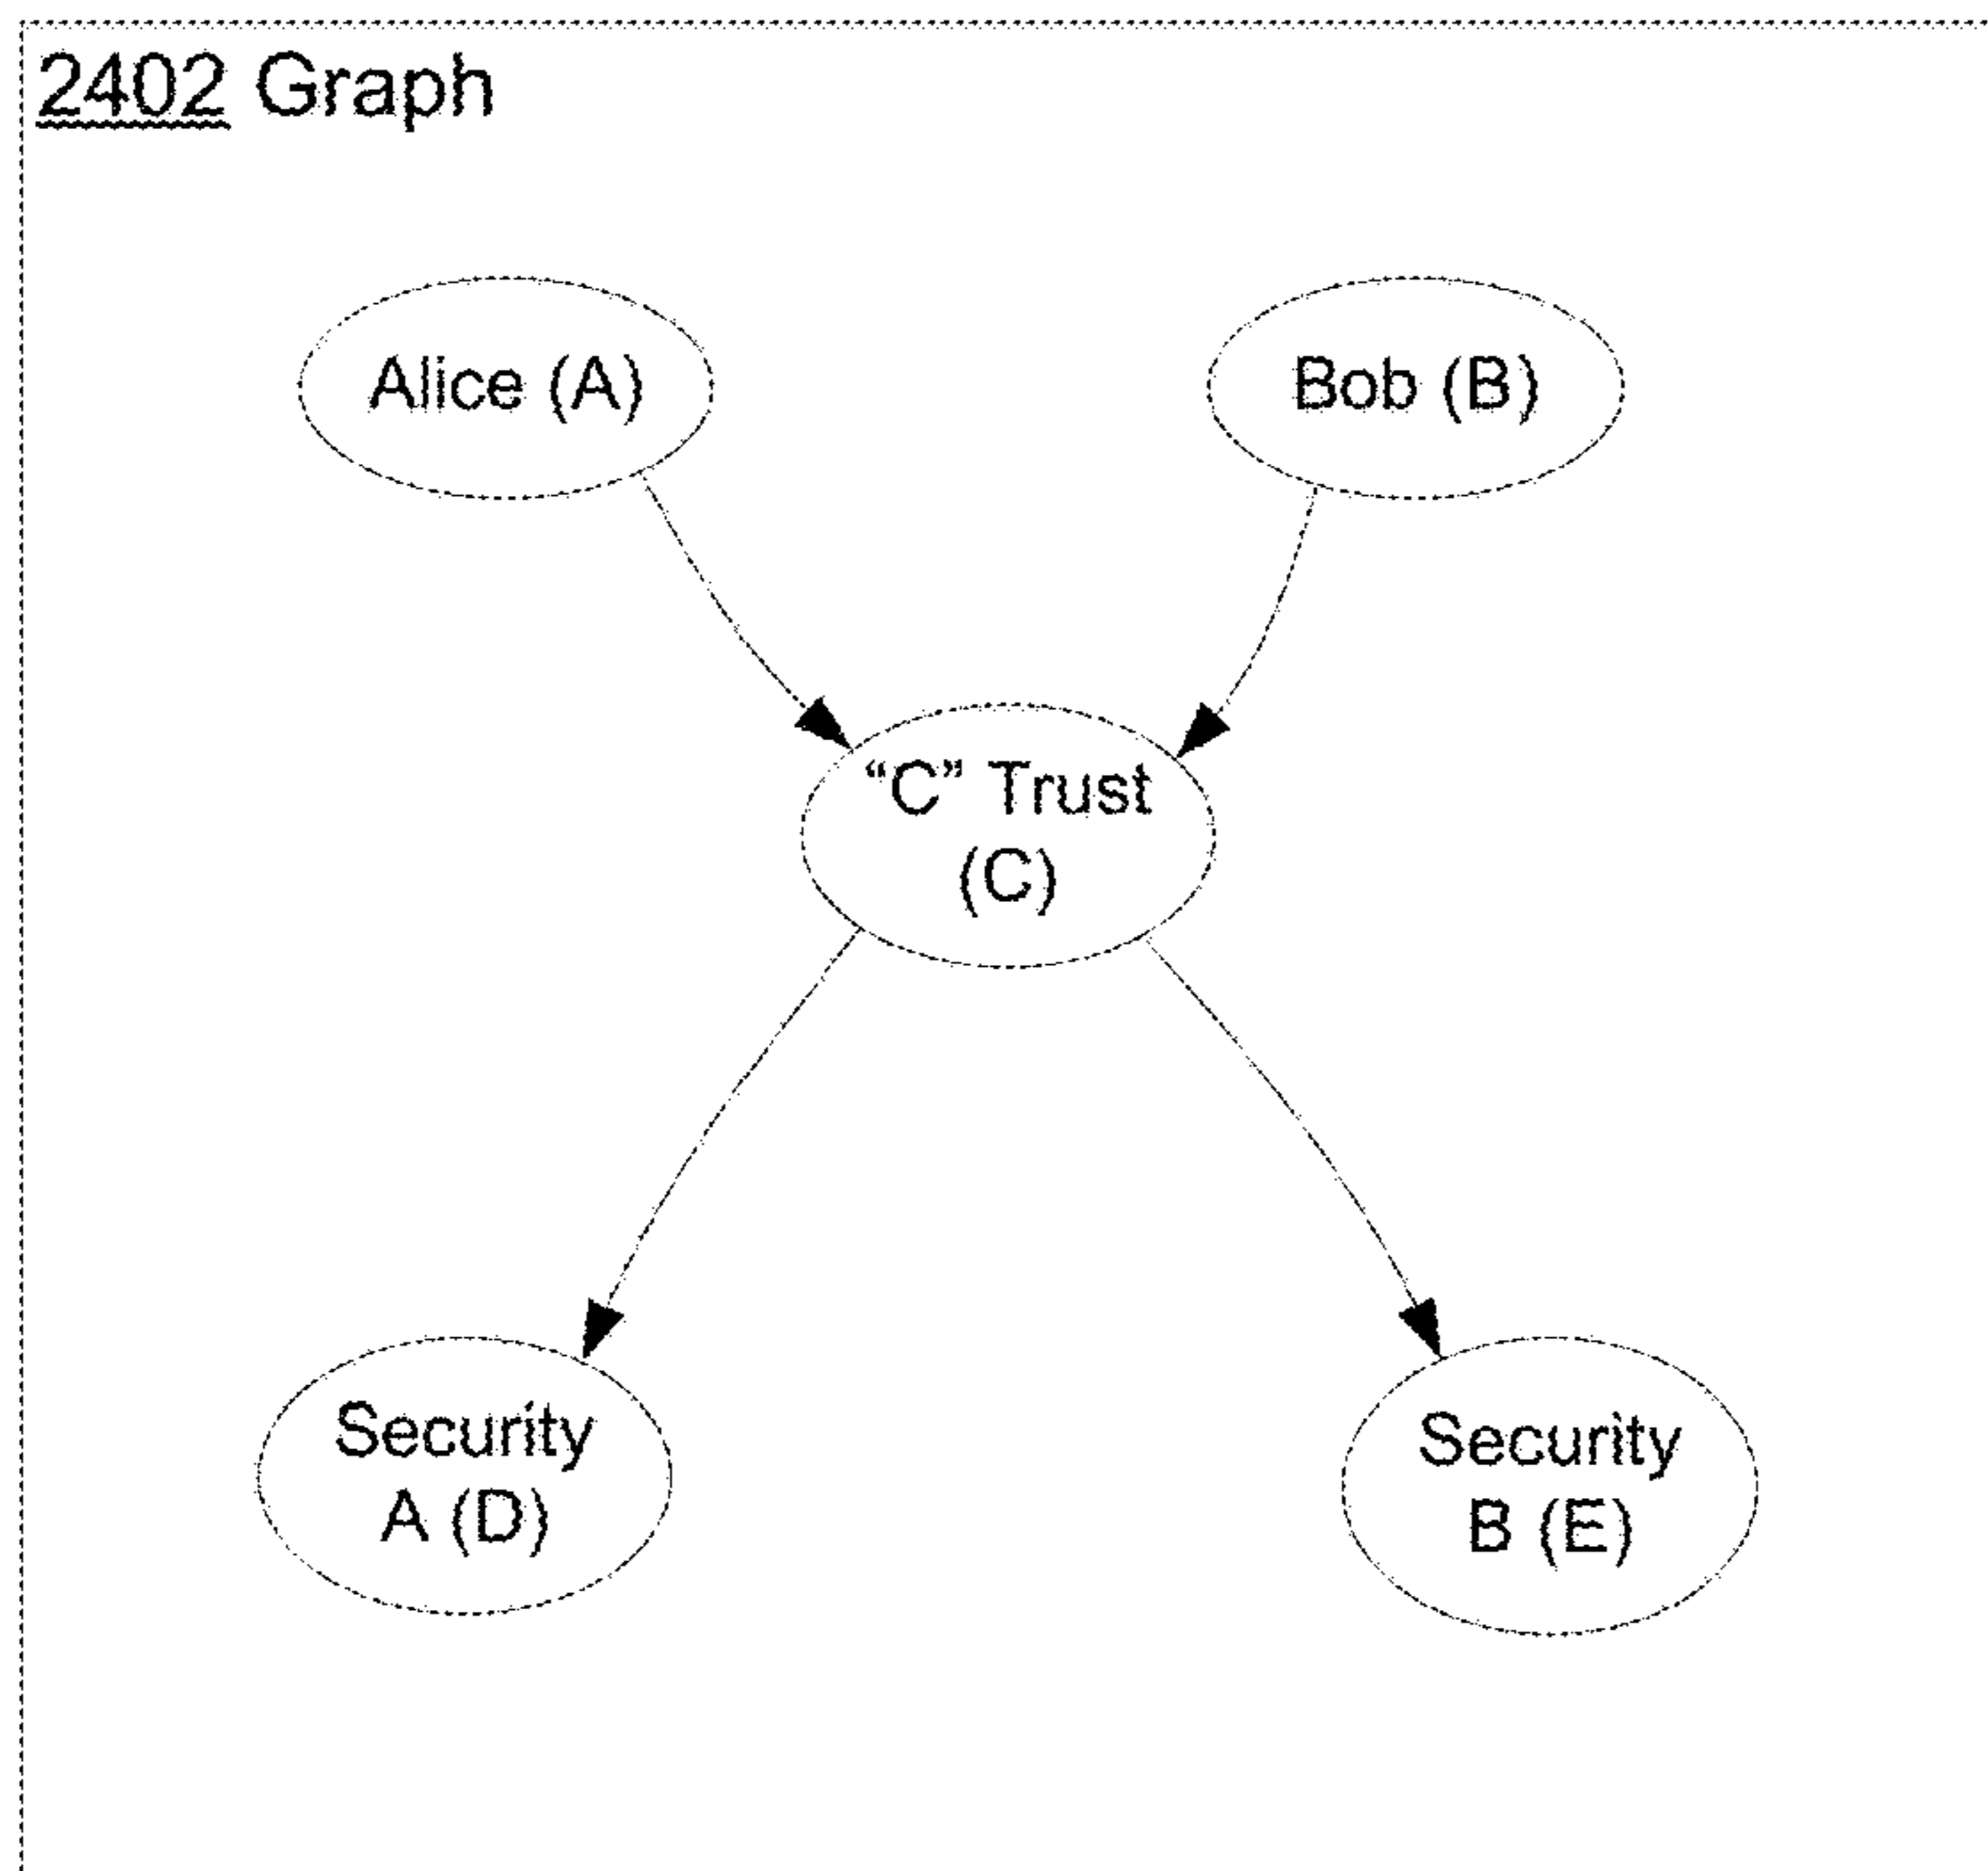 2402 Graph
Alice (A)
Bob (B)
“C” Trust
(C)
Security
A (D)
Security
B (E)